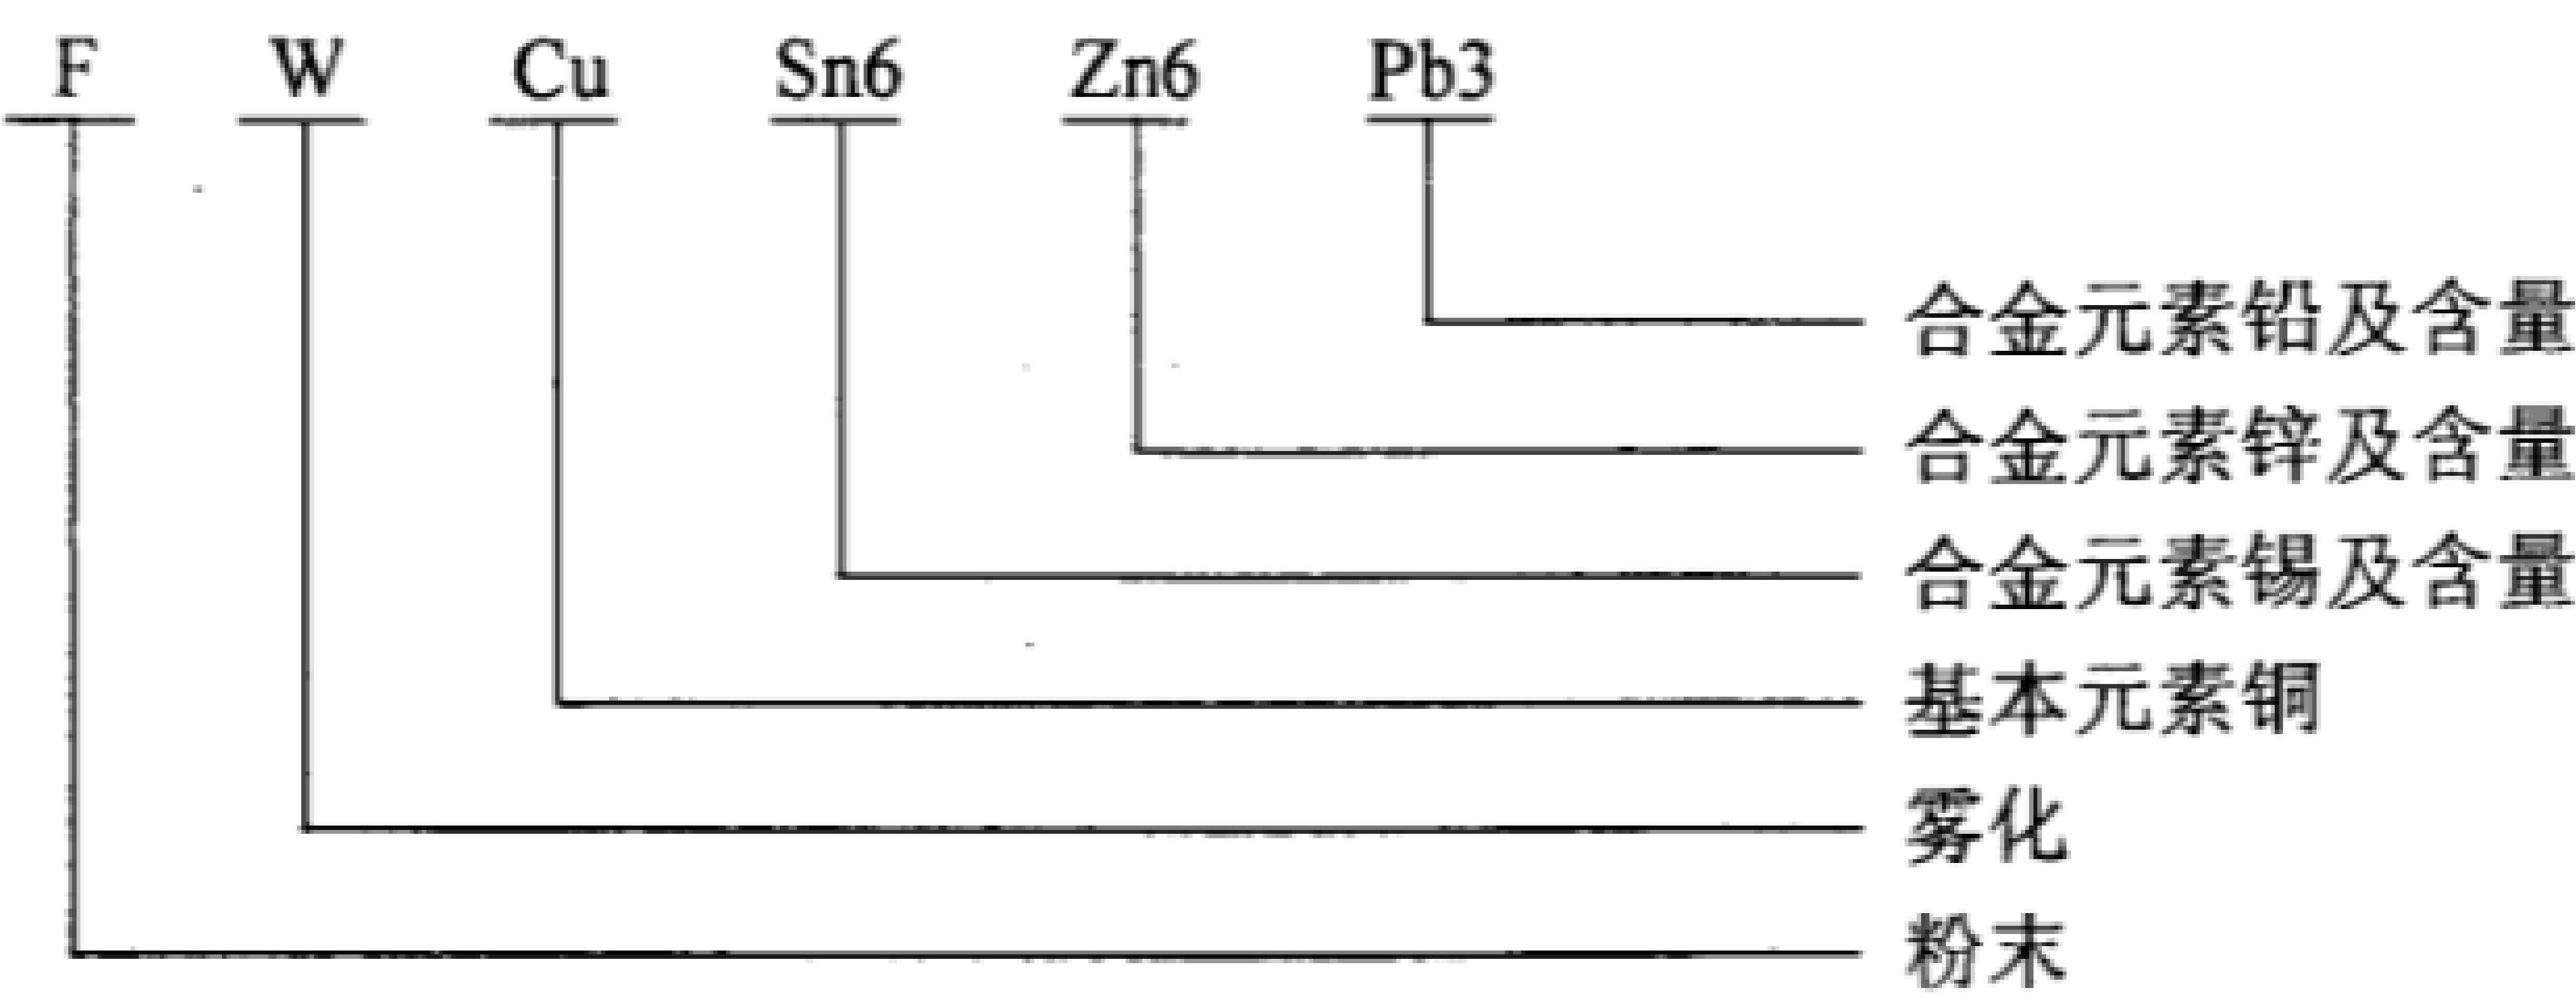 F W Cu Sn6 Zn6 Pb3
合金元素铅及含量
合金元素锌及含量
合金元素锡及含量
基本元素铜
雾化
粉末